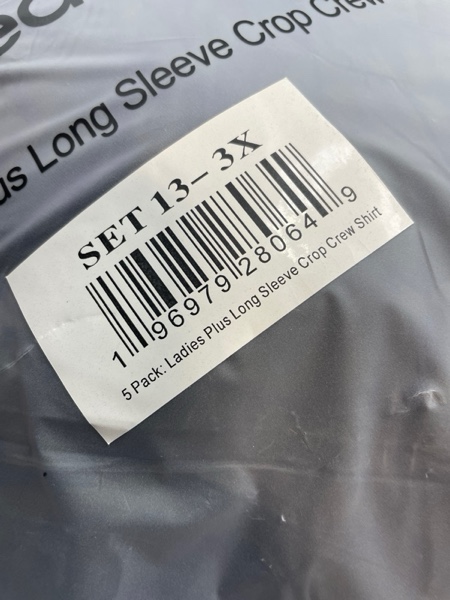 us Long Sleeve Crop Crew
SET 13– 3X
1 96979 28064 9
5 Pack: Ladies Plus Long Sleeve Crop Crew Shirt